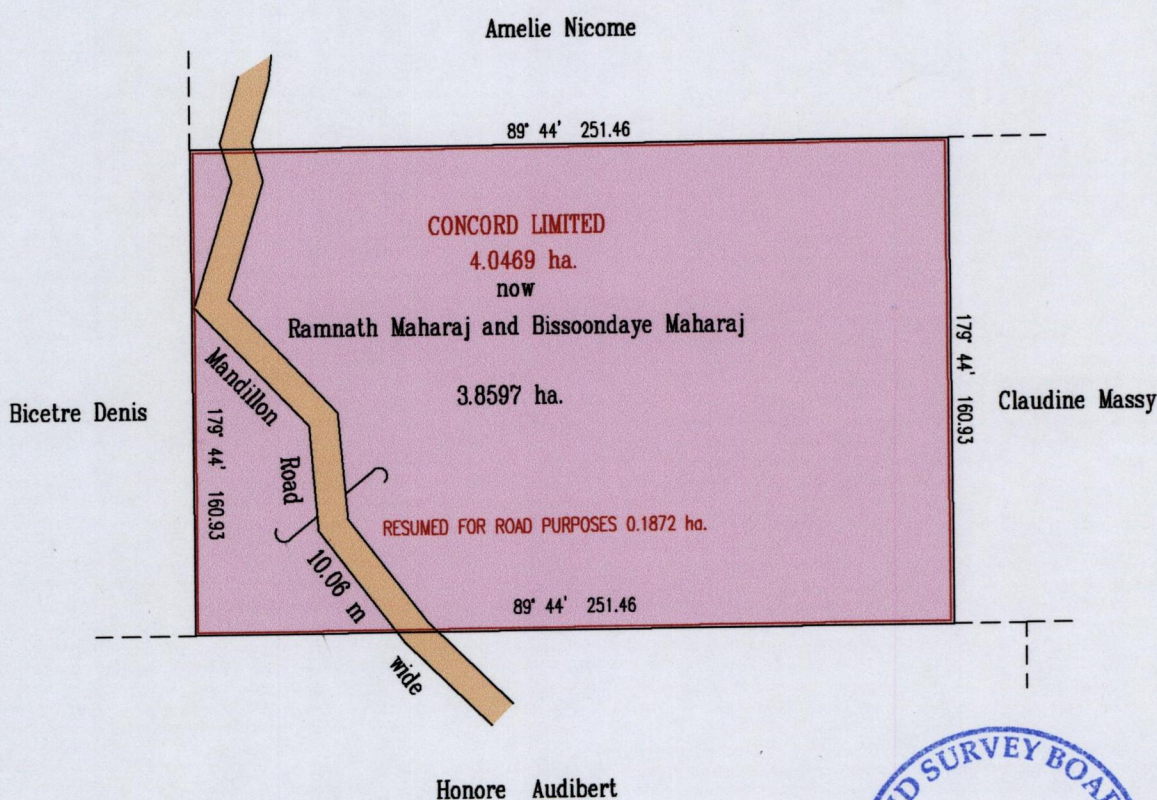 Amelie Nicome
89° 44' 251.46
CONCORD LIMITED
4.0469 ha.
now
Ramnath Maharaj and Bissoondaye Maharaj
3.8597 ha.
179° 44' 160.93
Claudine Massy
Bicetre Denis
Mandillon
Road
179° 44' 160.93
RESUMED FOR ROAD PURPOSES 0.1872 ha.
10.06 m
wide
89° 44' 251.46
Honore Audibert
SURVEY